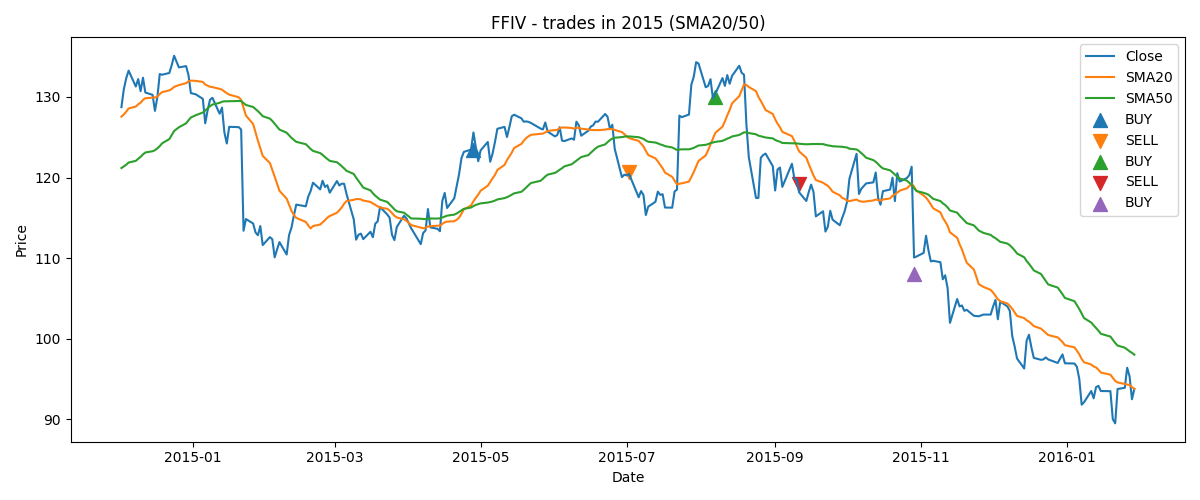 FFIV - trades in 2015 (SMA20/50)
Close
SMA20
SMA50
BUY
SELL
BUY
SELL
BUY
Price
130
120
110
100
90
2015-01
2015-03
2015-05
2015-07
2015-09
2015-11
2016-01
Date